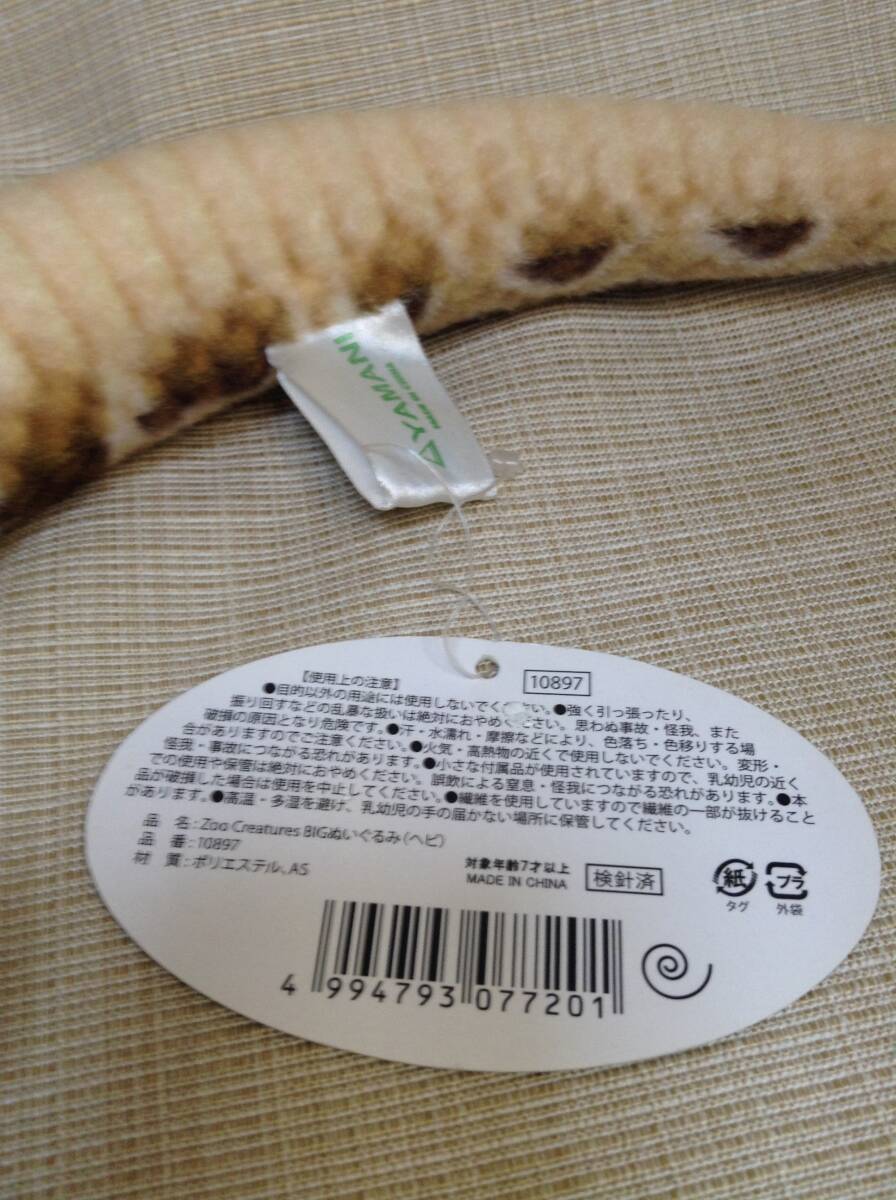 YAMANI
MADE IN CHINA
【使用上の注意】
10897
●目的以外の用途には使用しないでください。●強く引っ張ったり、
振り回すなどの乱暴な扱いは絶対におやめください。思わぬ事故・怪我、また
破損の原因となり危険です。●汗・水濡れ・摩擦などにより、色落ち・色移りする場
合がありますのでご注意ください。●火気・高熱物の近くで使用しないでください。変形・
怪我・事故につながる恐れがあります。●小さな付属品が使用されていますので、乳幼児の近く
での使用や保管は絶対におやめください。誤飲による窒息・怪我につながる恐れがあります。●本
品が破損した場合は使用を中止してください。●繊維を使用していますので繊維の一部が抜けること
があります。●高温・多湿を避け、乳幼児の手の届かない場所に保管してください。
品 名:Zoo Creatures BIGぬいぐるみ(ヘビ)
品 番:10897
材 質:ポリエステル、AS
対象年齢7才以上
MADE IN CHINA
検針済
紙
タグ
プラ
外袋
4 994793 077201